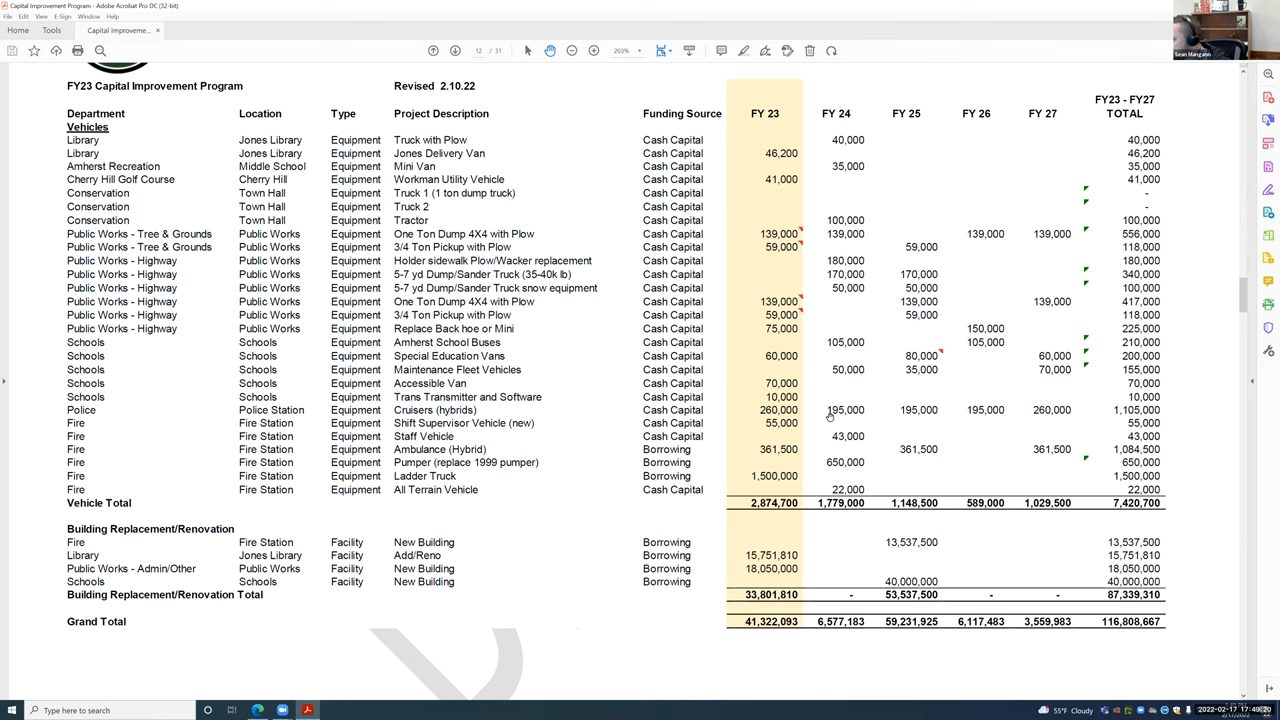 Capital Improvement Program - Adobe Acrobat Pro DC (32-bit)
File Edit View E-Sign Window Help
Home Tools Capital Improveme... ×
12 / 31 203%
Sean Mangano
FY23 Capital Improvement Program Revised 2.10.22
FY23 - FY27
Department Location Type Project Description Funding Source FY 23 FY 24 FY 25 FY 26 FY 27 TOTAL
Vehicles
Library Jones Library Equipment Truck with Plow Cash Capital 40,000 40,000
Library Jones Library Equipment Jones Delivery Van Cash Capital 46,200 46,200
Amherst Recreation Middle School Equipment Mini Van Cash Capital 35,000 35,000
Cherry Hill Golf Course Cherry Hill Equipment Workman Utility Vehicle Cash Capital 41,000 41,000
Conservation Town Hall Equipment Truck 1 (1 ton dump truck) Cash Capital -
Conservation Town Hall Equipment Truck 2 Cash Capital -
Conservation Town Hall Equipment Tractor Cash Capital 100,000 100,000
Public Works - Tree & Grounds Public Works Equipment One Ton Dump 4X4 with Plow Cash Capital 139,000 139,000 139,000 139,000 556,000
Public Works - Tree & Grounds Public Works Equipment 3/4 Ton Pickup with Plow Cash Capital 59,000 59,000 118,000
Public Works - Highway Public Works Equipment Holder sidewalk Plow/Wacker replacement Cash Capital 180,000 180,000
Public Works - Highway Public Works Equipment 5-7 yd Dump/Sander Truck (35-40k lb) Cash Capital 170,000 170,000 340,000
Public Works - Highway Public Works Equipment 5-7 yd Dump/Sander Truck snow equipment Cash Capital 50,000 50,000 100,000
Public Works - Highway Public Works Equipment One Ton Dump 4X4 with Plow Cash Capital 139,000 139,000 139,000 417,000
Public Works - Highway Public Works Equipment 3/4 Ton Pickup with Plow Cash Capital 59,000 59,000 118,000
Public Works - Highway Public Works Equipment Replace Back hoe or Mini Cash Capital 75,000 150,000 225,000
Schools Public Works Equipment Amherst School Buses Cash Capital 105,000 105,000 210,000
Schools Public Works Equipment Special Education Vans Cash Capital 60,000 80,000 60,000 200,000
Schools Public Works Equipment Maintenance Fleet Vehicles Cash Capital 50,000 35,000 70,000 155,000
Schools Public Works Equipment Accessible Van Cash Capital 70,000 70,000
Schools Public Works Equipment Trans Transmitter and Software Cash Capital 10,000 10,000
Police Police Station Equipment Cruisers (hybrids) Cash Capital 260,000 195,000 195,000 195,000 260,000 1,105,000
Fire Fire Station Equipment Shift Supervisor Vehicle (new) Cash Capital 55,000 55,000
Fire Fire Station Equipment Staff Vehicle Cash Capital 43,000 43,000
Fire Fire Station Equipment Ambulance (Hybrid) Borrowing 361,500 361,500 361,500 1,084,500
Fire Fire Station Equipment Pumper (replace 1999 pumper) Borrowing 650,000 650,000
Fire Fire Station Equipment Ladder Truck Borrowing 1,500,000 1,500,000
Fire Fire Station Equipment All Terrain Vehicle Cash Capital 22,000 22,000
Vehicle Total 2,874,700 1,779,000 1,148,500 589,000 1,029,500 7,420,700
Building Replacement/Renovation
Fire Fire Station Facility New Building Borrowing 13,537,500 13,537,500
Library Jones Library Facility Add/Reno Borrowing 15,751,810 15,751,810
Public Works - Admin/Other Public Works Facility New Building Borrowing 18,050,000 18,050,000
Schools Schools Facility New Building Borrowing 40,000,000 40,000,000
Building Replacement/Renovation Total 33,801,810 - 53,537,500 - - 87,339,310
Grand Total 41,322,093 6,577,183 59,231,925 6,117,483 3,559,983 116,808,667
Type here to search 55°F Cloudy 2022-02-17 17:49:20